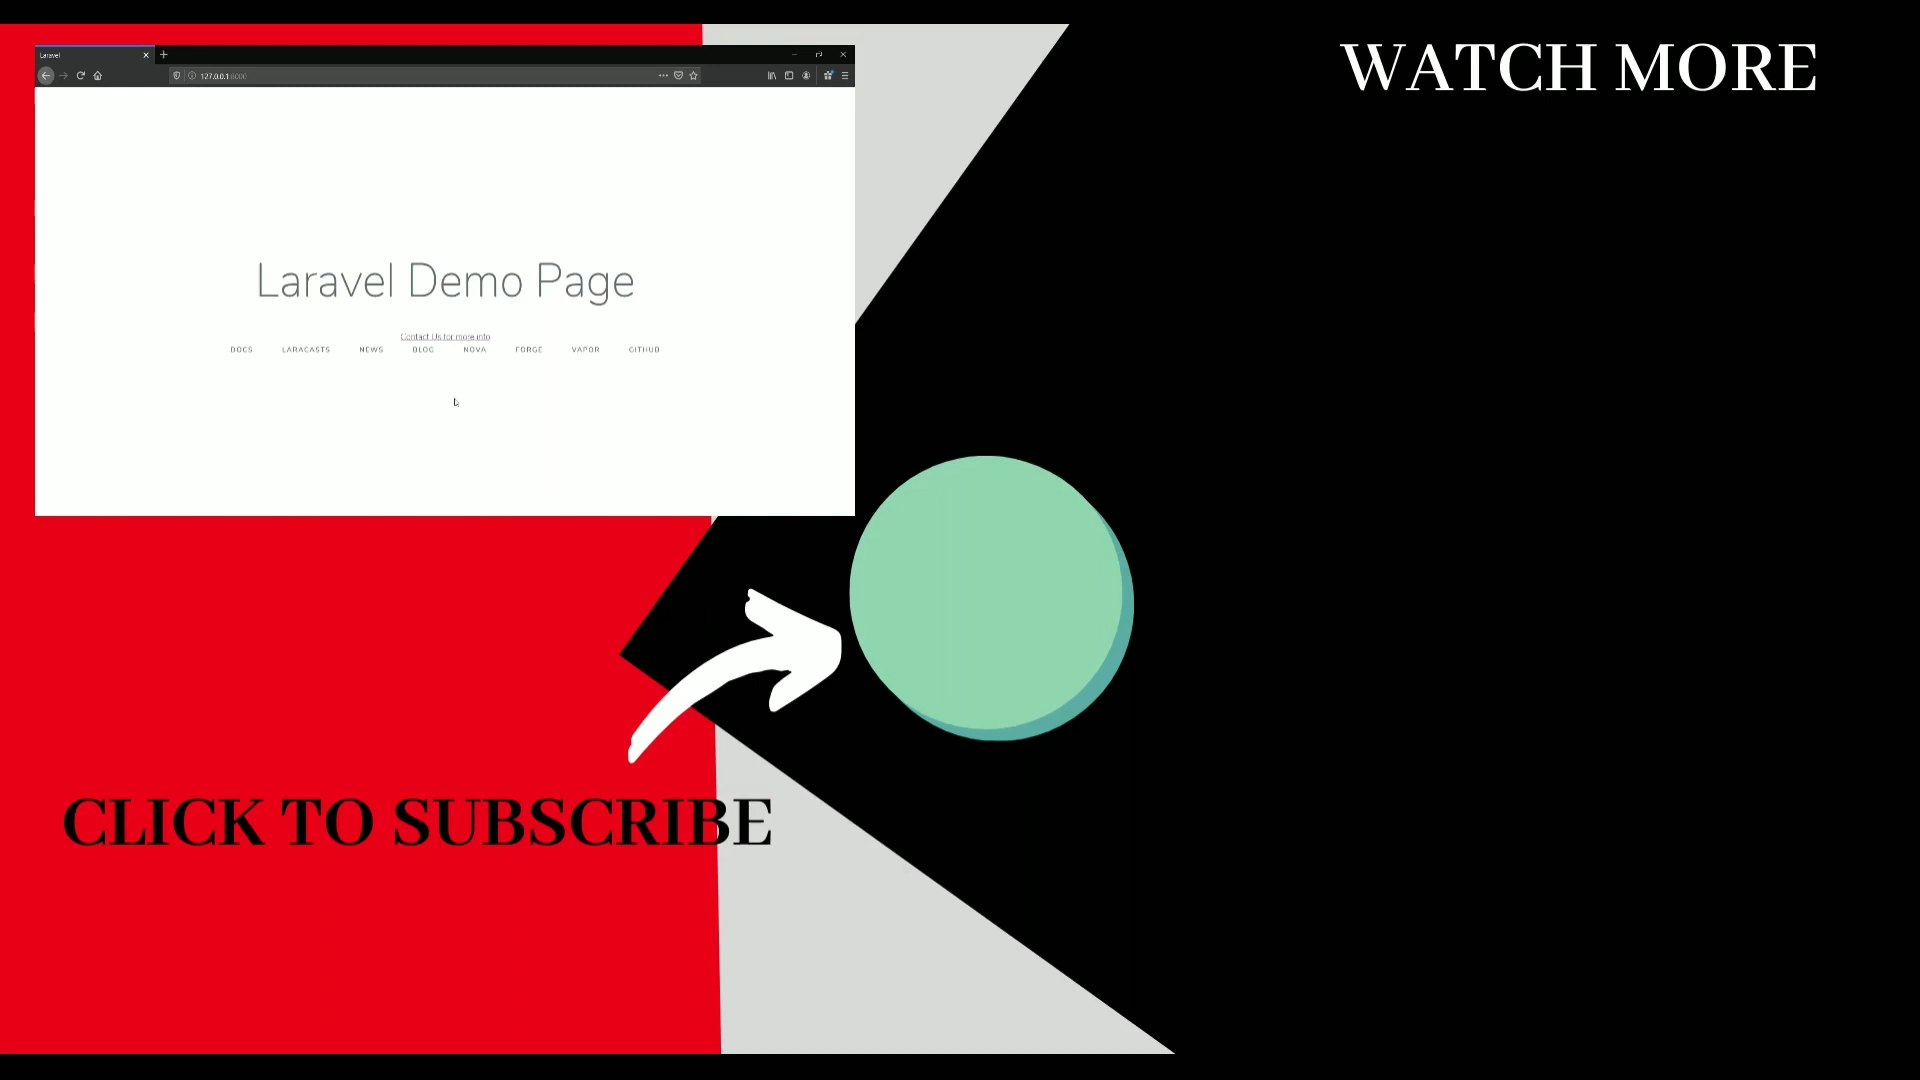 Laravel
127.0.0.1:8000
WATCH MORE
Laravel Demo Page
Contact Us for more info
DOCS LARACASTS NEWS BLOG NOVA FORGE VAPOR GITHUB
CLICK TO SUBSCRIBE